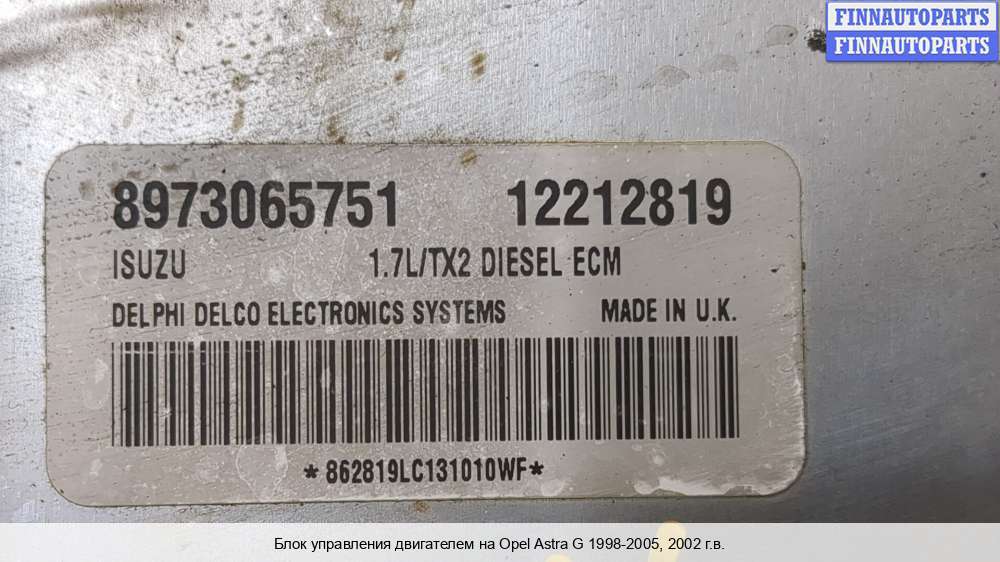 FINNAUTOPARTS
FINNAUTOPARTS
8973065751 12212819
ISUZU 1.7L/TX2 DIESEL ECM
DELPHI DELCO ELECTRONICS SYSTEMS MADE IN U.K.
*862819LC131010WF*
Блок управления двигателем на Opel Astra G 1998-2005, 2002 г.в.